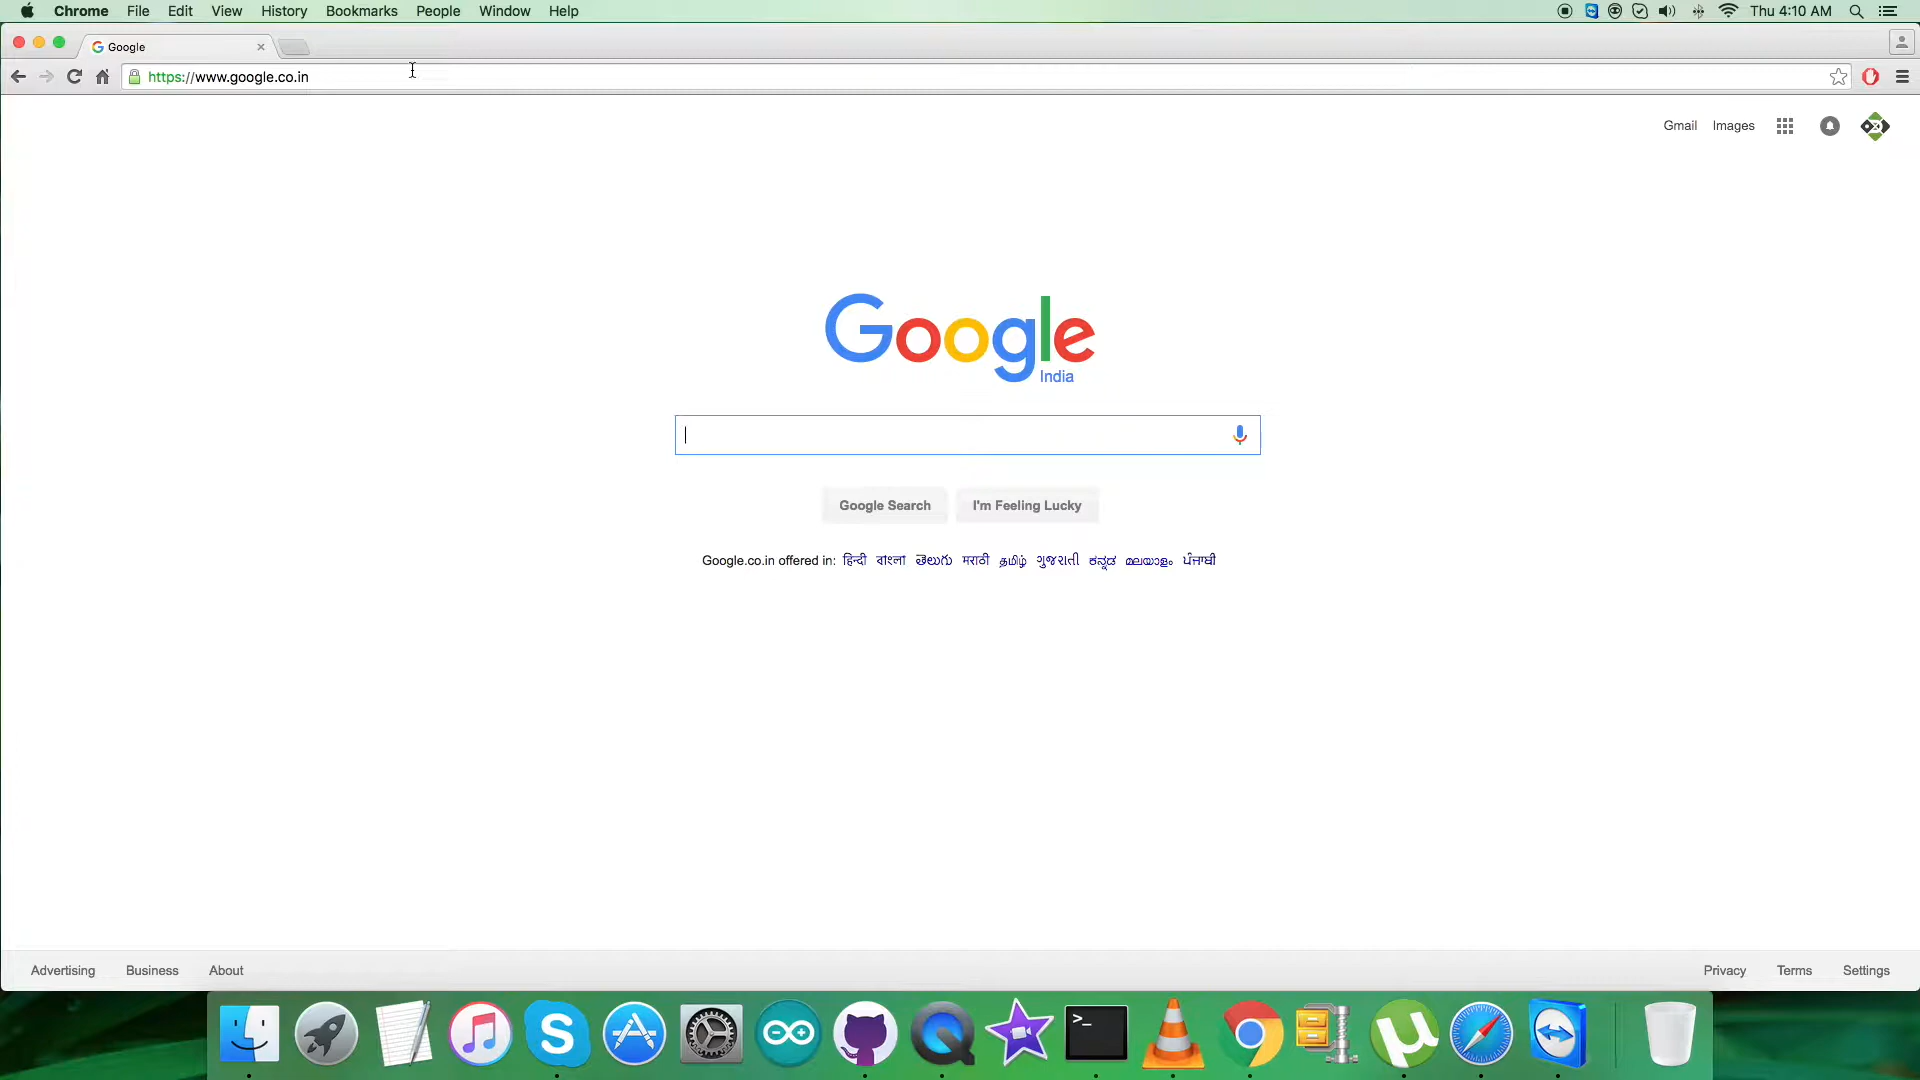 Chrome File Edit View History Bookmarks People Window Help Thu 4:10 AM
Google
https://www.google.co.in
Gmail Images
Google
India
Google Search I'm Feeling Lucky
Google.co.in offered in: हिन्दी বাংলা తెలుగు मराठी தமிழ் ગુજરાતી ಕನ್ನಡ മലയാളം ਪੰਜਾਬੀ
Advertising Business About Privacy Terms Settings